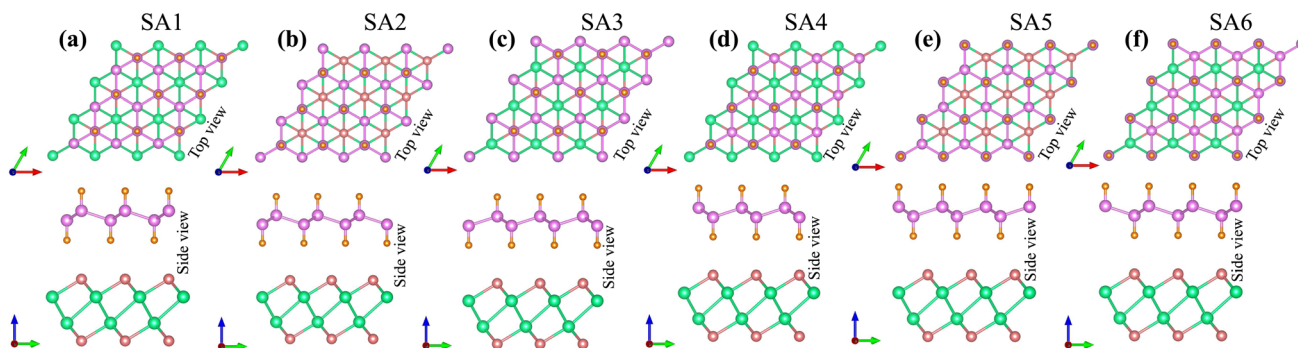 SA1
SA2
SA3
SA4
SA5
SA6
(a)
(b)
(c)
(d)
(e)
(f)
Top view
Top view
Top view
Top view
Top view
Top view
Side view
Side view
Side view
Side view
Side view
Side view